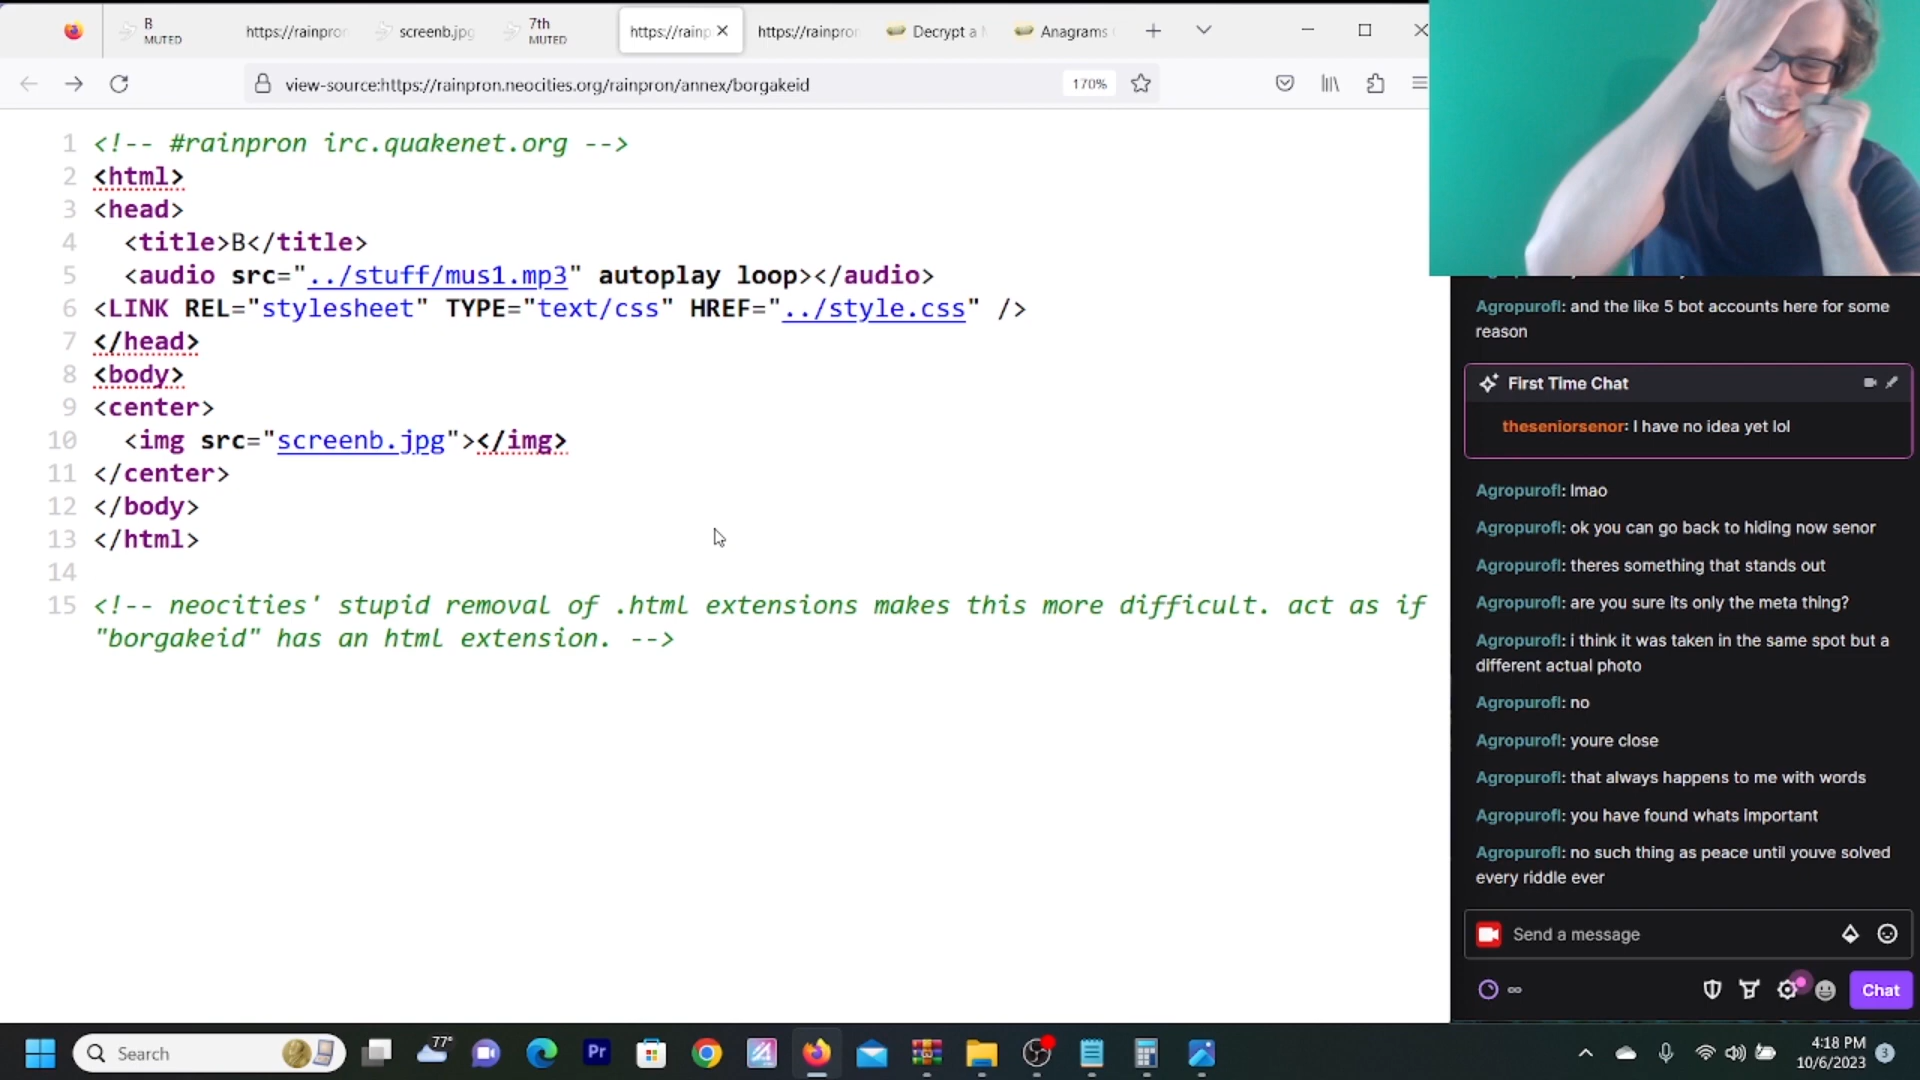 B
MUTED
https://rainpron
screenb.jpg
7th
MUTED
https://rainp
https://rainpron
Decrypt a
Anagrams
view-source:https://rainpron.neocities.org/rainpron/annex/borgakeid
170%
1 <!-- #rainpron irc.quakenet.org -->
2 <html>
3 <head>
4 <title>B</title>
5 <audio src="../stuff/mus1.mp3" autoplay loop></audio>
6 <LINK REL="stylesheet" TYPE="text/css" HREF="../style.css" />
7 </head>
8 <body>
9 <center>
10 <img src="screenb.jpg"></img>
11 </center>
12 </body>
13 </html>
14
15 <!-- neocities' stupid removal of .html extensions makes this more difficult. act as if
"borgakeid" has an html extension. -->
Agropurofl: and the like 5 bot accounts here for some
reason
First Time Chat
theseniorsenor: I have no idea yet lol
Agropurofl: lmao
Agropurofl: ok you can go back to hiding now senor
Agropurofl: theres something that stands out
Agropurofl: are you sure its only the meta thing?
Agropurofl: i think it was taken in the same spot but a
different actual photo
Agropurofl: no
Agropurofl: youre close
Agropurofl: that always happens to me with words
Agropurofl: you have found whats important
Agropurofl: no such thing as peace until youve solved
every riddle ever
Send a message
Chat
Search
77°
Pr
4:18 PM
10/6/2023
3